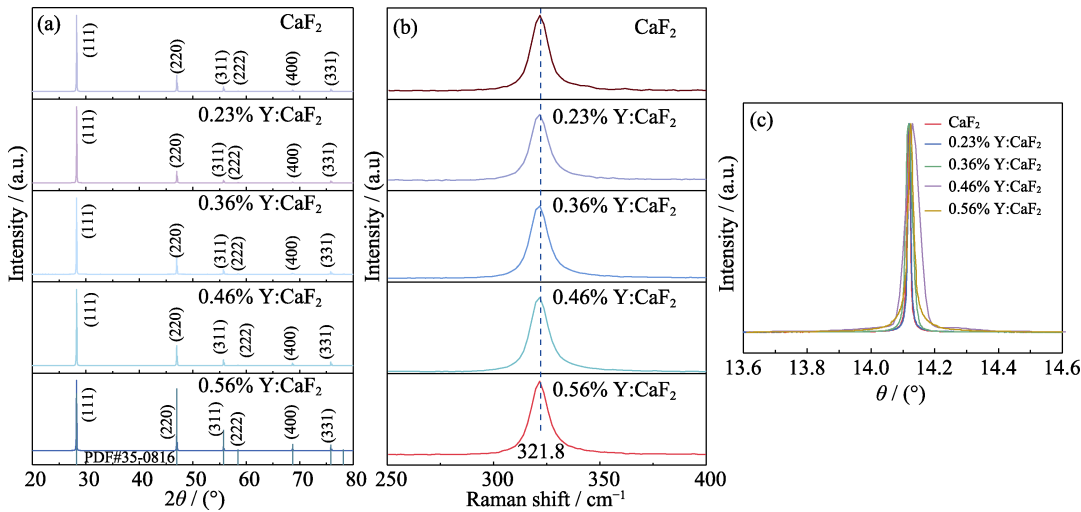 (a)
CaF₂
(111)
(220)
(311)
(222)
(400)
(331)
0.23% Y:CaF₂
(111)
(220)
(311)
(222)
(400)
(331)
0.36% Y:CaF₂
(111)
(220)
(311)
(222)
(400)
(331)
0.46% Y:CaF₂
(111)
(220)
(311)
(222)
(400)
(331)
0.56% Y:CaF₂
(111)
(220)
(311)
(222)
(400)
(331)
PDF#35-0816
Intensity / (a.u.)
20 30 40 50 60 70 80
2θ / (°)
(b)
CaF₂
0.23% Y:CaF₂
0.36% Y:CaF₂
0.46% Y:CaF₂
0.56% Y:CaF₂
321.8
Intensity / (a.u)
250 300 350 400
Raman shift / cm⁻¹
(c)
CaF₂
0.23% Y:CaF₂
0.36% Y:CaF₂
0.46% Y:CaF₂
0.56% Y:CaF₂
Intensity / (a.u.)
13.6 13.8 14.0 14.2 14.4 14.6
θ / (°)